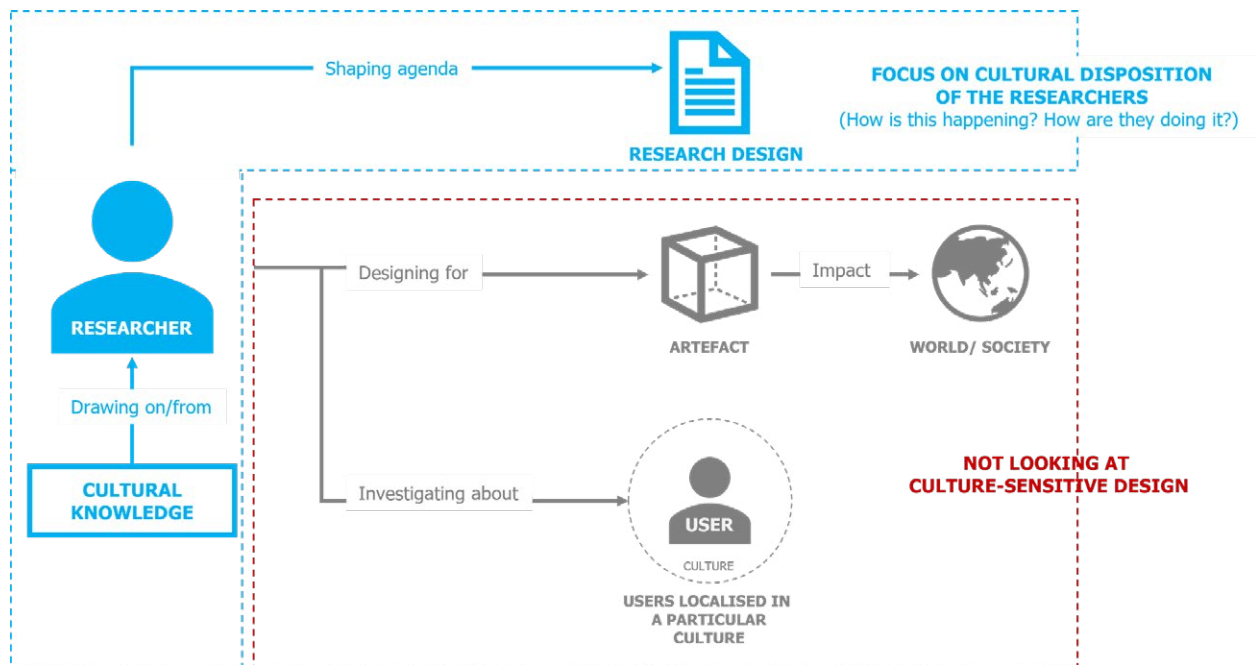 Shaping agenda
RESEARCH DESIGN
FOCUS ON CULTURAL DISPOSITION
OF THE RESEARCHERS
(How is this happening? How are they doing it?)
RESEARCHER
Drawing on/from
CULTURAL
KNOWLEDGE
Designing for
ARTEFACT
Impact
WORLD/ SOCIETY
Investigating about
USER
CULTURE
USERS LOCALISED IN
A PARTICULAR
CULTURE
NOT LOOKING AT
CULTURE-SENSITIVE DESIGN